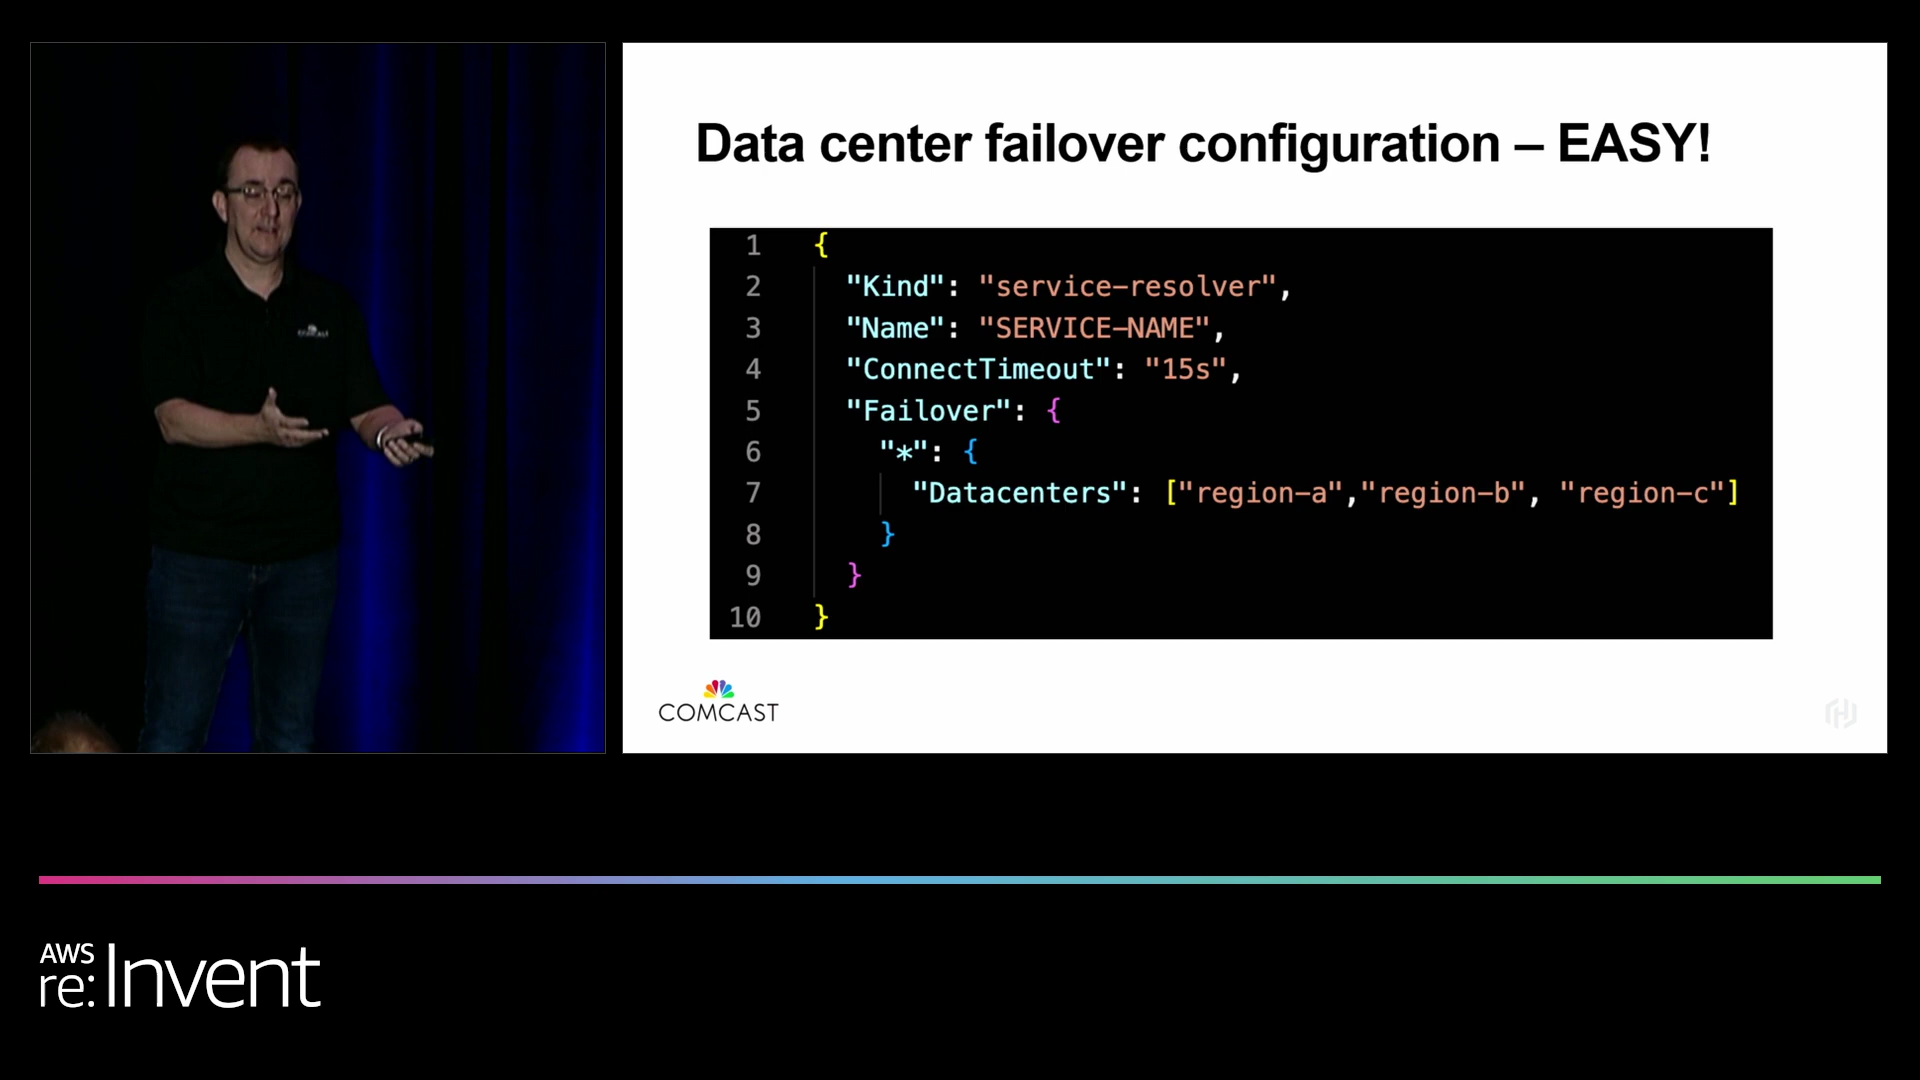 COMCAST
Data center failover configuration – EASY!
1 {
2 "Kind": "service-resolver",
3 "Name": "SERVICE-NAME",
4 "ConnectTimeout": "15s",
5 "Failover": {
6 "*": {
7 "Datacenters": ["region-a","region-b", "region-c"]
8 }
9 }
10 }
COMCAST
AWS
re:Invent